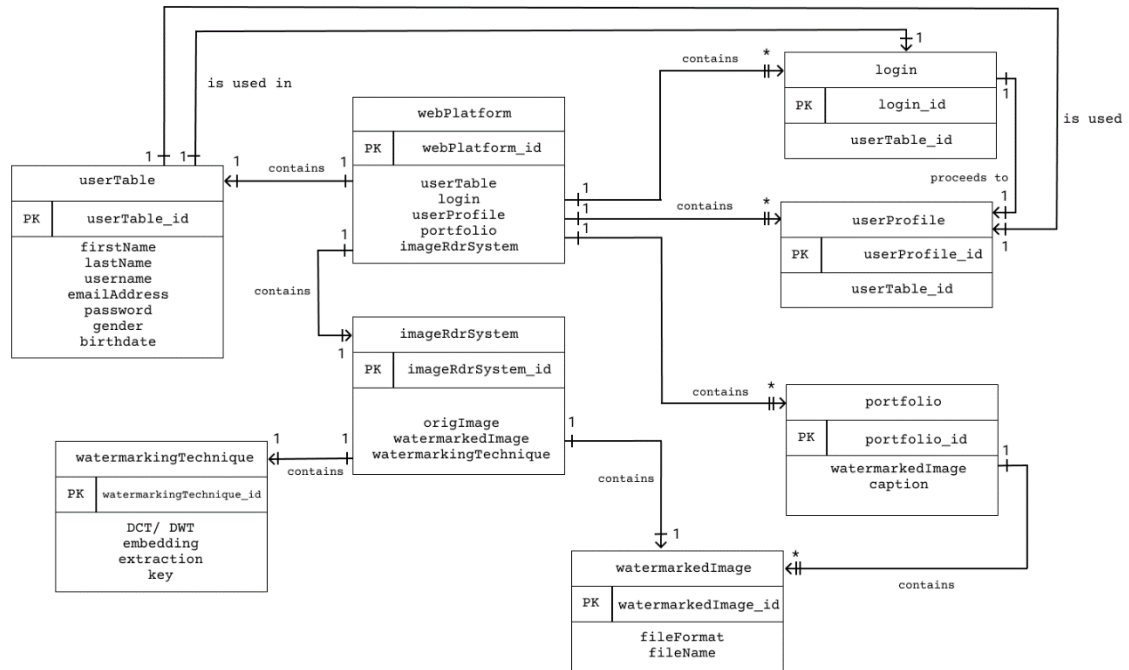 1
contains
*
login
1
PK
login_id
userTable_id
is used in
is used
proceeds to
1
webPlatform
PK
webPlatform_id
userTable
login
userProfile
portfolio
imageRdrSystem
1
1
1
1
contains
1
1
1
userTable
PK
userTable_id
firstName
lastName
username
emailAddress
password
gender
birthdate
contains
*
userProfile
1
PK
userProfile_id
userTable_id
1
contains
1
imageRdrSystem
PK
imageRdrSystem_id
origImage
watermarkedImage
watermarkingTechnique
contains
*
portfolio
PK
portfolio_id
watermarkedImage
caption
1
1
contains
1
watermarkingTechnique
PK
watermarkingTechnique_id
DCT/ DWT
embedding
extraction
key
1
contains
1
watermarkedImage
PK
watermarkedImage_id
fileFormat
fileName
*
contains